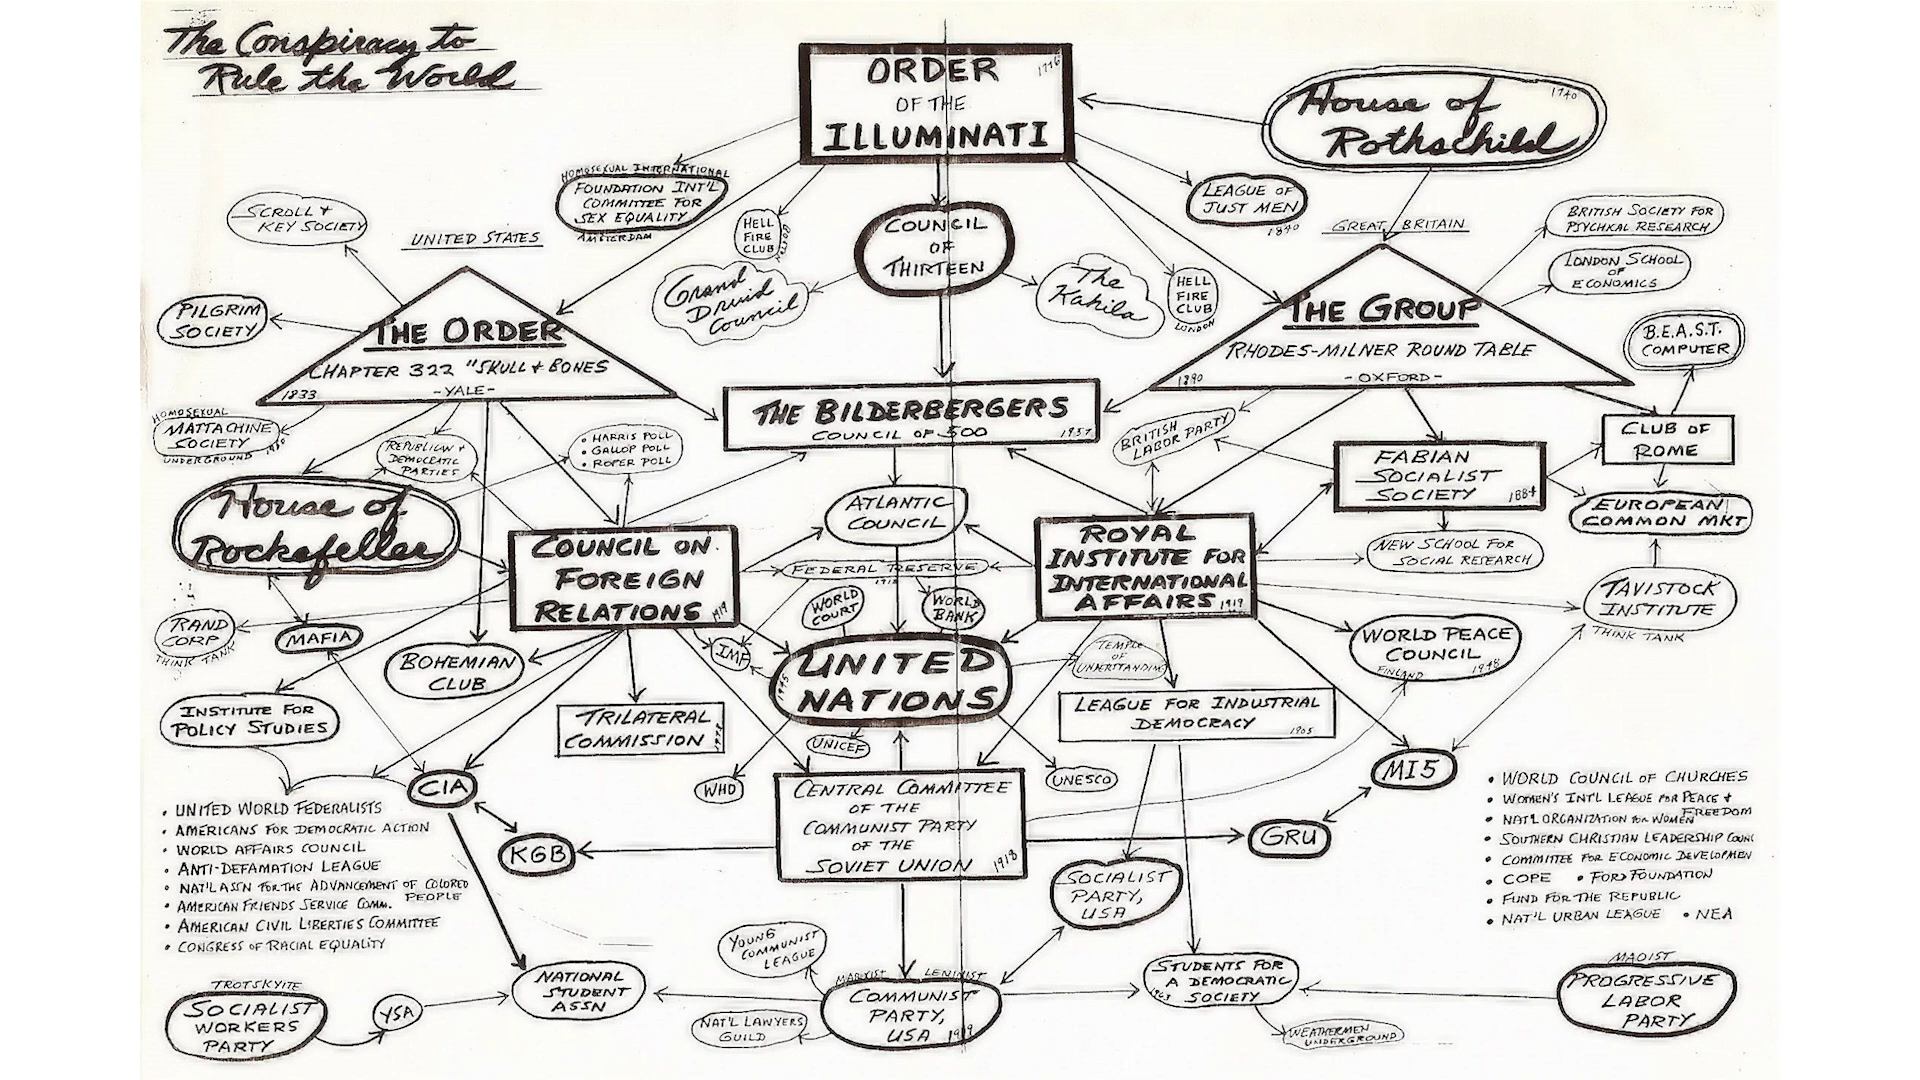 The Conspiracy to
Rule the World
ORDER 1776
OF THE
ILLUMINATI
House of 1740
Rothschild
HOMOSEXUAL INTERNATIONAL
FOUNDATION INT'L
COMMITTEE FOR
SEX EQUALITY
AMSTERDAM
HELL
FIRE
CLUB
BOSTON
COUNCIL
OF
THIRTEEN
LEAGUE OF
JUST MEN
1840
SCROLL &
KEY SOCIETY
UNITED STATES
GREAT BRITAIN
BRITISH SOCIETY FOR
PSYCHKAL RESEARCH
LONDON SCHOOL
OF
ECONOMICS
Grand
Druid
Council
The
Kahila
HELL
FIRE
CLUB
LONDON
PILGRIM
SOCIETY
THE ORDER
CHAPTER 322 "SKULL & BONES
1833 -YALE-
THE GROUP
RHODES-MILNER ROUND TABLE
1890 -OXFORD-
B.E.A.S.T.
COMPUTER
THE BILDERBERGERS
COUNCIL OF 500
HOMOSEXUAL
MATTACHINE
SOCIETY
UNDERGROUND
REPUBLICAN &
DEMOCRATIC
PARTIES
• HARRIS POLL
• GALLOP POLL
• ROPER POLL
BRITISH
LABOR PARTY
CLUB OF
ROME
FABIAN
SOCIALIST
SOCIETY 1884
House of
Rockafeller
ATLANTIC
COUNCIL
EUROPEAN
COMMON MKT
COUNCIL ON
FOREIGN
RELATIONS 1919
ROYAL
INSTITUTE FOR
INTERNATIONAL
AFFAIRS 1919
NEW SCHOOL FOR
SOCIAL RESEARCH
FEDERAL RESERVE
WORLD
COURT
WORLD
BANK
TAVISTOCK
INSTITUTE
THINK TANK
RAND
CORP
THINK TANK
MAFIA
BOHEMIAN
CLUB
IMF
UNITED
NATIONS
1945
TEMPLE
OF
UNDERSTANDING
WORLD PEACE
COUNCIL
FINLAND 1948
INSTITUTE FOR
POLICY STUDIES
TRILATERAL
COMMISSION
LEAGUE FOR INDUSTRIAL
DEMOCRACY
1905
UNICEF
WHO
UNESCO
CIA
MI5
KGB
GRU
CENTRAL COMMITTEE
OF THE
COMMUNIST PARTY
OF THE
SOVIET UNION 1918
• UNITED WORLD FEDERALISTS
• AMERICANS FOR DEMOCRATIC ACTION
• WORLD AFFAIRS COUNCIL
• ANTI-DEFAMATION LEAGUE
• NAT'L ASSN FOR THE ADVANCEMENT OF COLORED
PEOPLE
• AMERICAN FRIENDS SERVICE COMM.
• AMERICAN CIVIL LIBERTIES COMMITTEE
• CONGRESS OF RACIAL EQUALITY
• WORLD COUNCIL OF CHURCHES
• WOMEN'S INT'L LEAGUE FOR PEACE &
FREEDOM
• NAT'L ORGANIZATION FOR WOMEN
• SOUTHERN CHRISTIAN LEADERSHIP COUNC
• COMMITTEE FOR ECONOMIC DEVELOPMEN
• COPE • FORD FOUNDATION
• FUND FOR THE REPUBLIC
• NAT'L URBAN LEAGUE • NEA
SOCIALIST
PARTY,
USA
YOUNG
COMMUNIST
LEAGUE
TROTSKYITE
SOCIALIST
WORKERS
PARTY
YSA
NATIONAL
STUDENT
ASSN
MARXIST LENINIST
COMMUNIST
PARTY,
USA 1919
NAT'L LAWYERS
GUILD
STUDENTS FOR
A DEMOCRATIC
SOCIETY
WEATHERMEN
UNDERGROUND
MAOIST
PROGRESSIVE
LABOR
PARTY